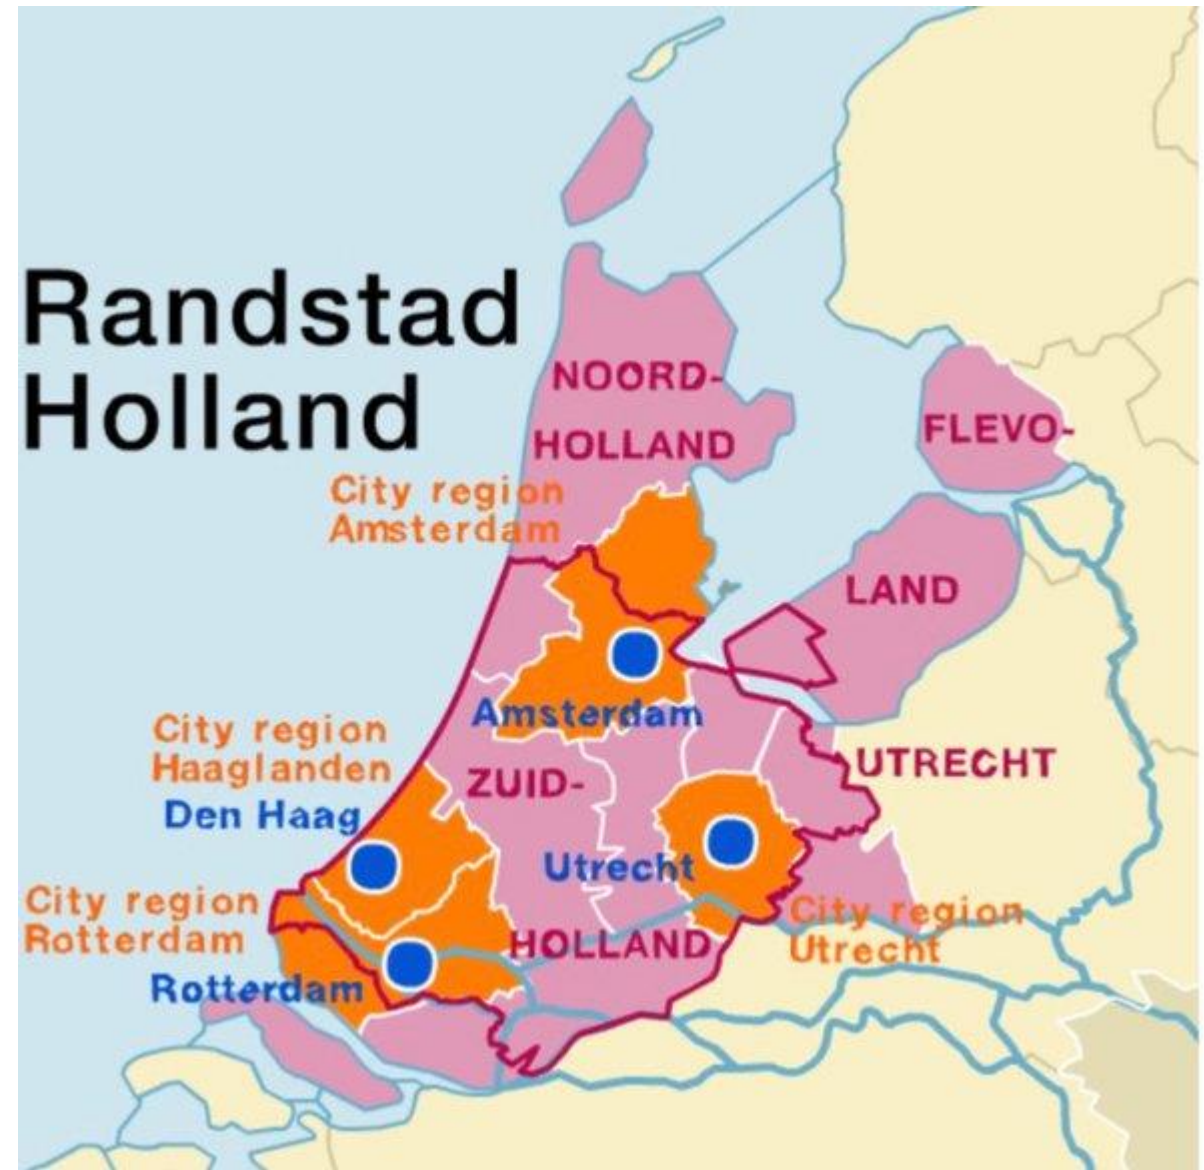 Randstad
Holland
NOORD-
HOLLAND
FLEVO-
LAND
City region
Amsterdam
Amsterdam
City region
Haaglanden
Den Haag
ZUID-
HOLLAND
UTRECHT
Utrecht
City region
Utrecht
City region
Rotterdam
Rotterdam